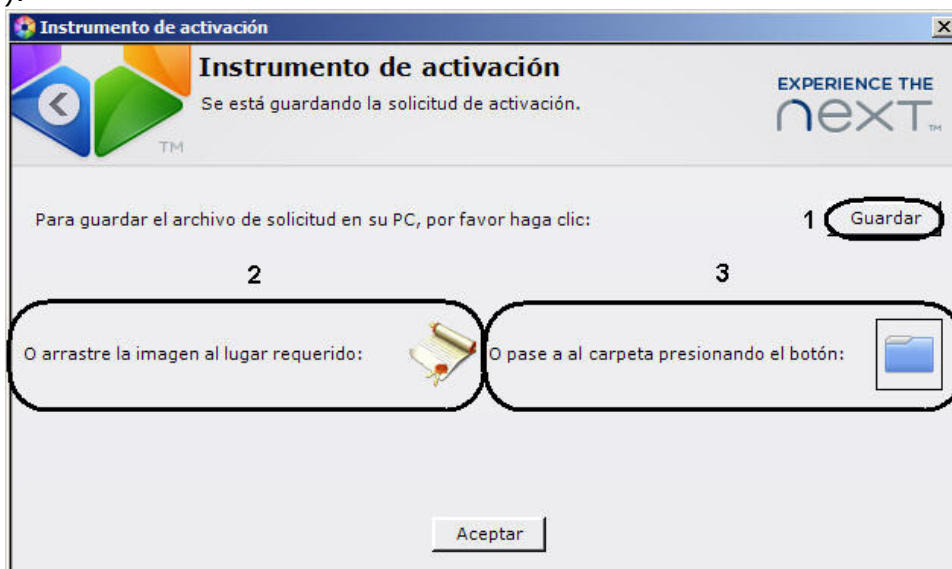 ).
Instrumento de activación
Instrumento de activación
Se está guardando la solicitud de activación.
EXPERIENCE THE
next™
TM
Para guardar el archivo de solicitud en su PC, por favor haga clic:
1
Guardar
2
3
O arrastre la imagen al lugar requerido:
O pase a al carpeta presionando el botón:
Aceptar